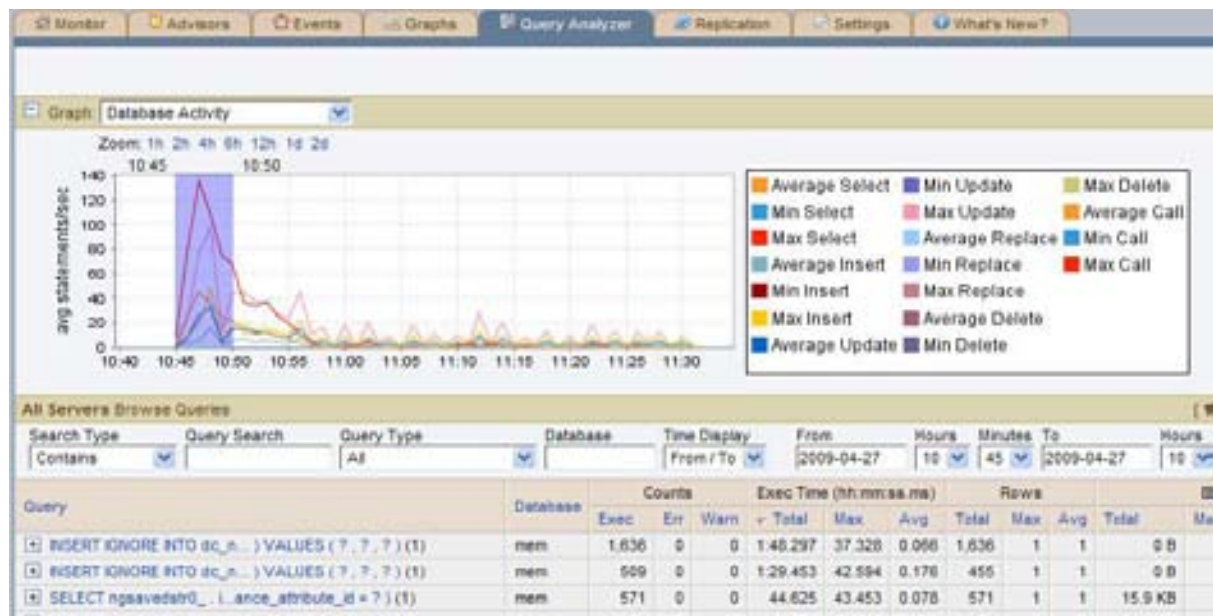 Monitor Advisors Events Graphs Query Analyzer Replication Settings What's New?
Graph Database Activity
Zoom: 1h 2h 4h 6h 12h 1d 2d
10:45 10:50
140
120
100
80
60
40
20
0
avg statements/sec
10:40 10:45 10:50 10:55 11:00 11:05 11:10 11:15 11:20 11:25 11:30
Average Select Min Update Max Delete
Min Select Max Update Average Call
Max Select Average Replace Min Call
Average Insert Min Replace Max Call
Min Insert Max Replace
Max Insert Average Delete
Average Update Min Delete
All Servers Browse Queries
Search Type Query Search Query Type Database Time Display From Hours Minutes To Hours
Contains All From / To 2009-04-27 10 45 2009-04-27 10
Counts Exec Time (hh:mm:ss.ms) Rows
Query Database Exec Err Warn Total Max Avg Total Max Avg Total
INSERT IGNORE INTO dc_n... ) VALUES ( ? , ? , ? ) (1) mem 1,636 0 0 1:48.297 37.328 0.066 1,636 1 1 0 B
INSERT IGNORE INTO dc_n... ) VALUES ( ? , ? , ? ) (1) mem 509 0 0 1:29.453 42.594 0.176 455 1 1 0 B
SELECT ngsavedstr0_ . i...ance_attribute_id = ? ) (1) mem 571 0 0 44.625 43.453 0.078 571 1 1 15.9 KB